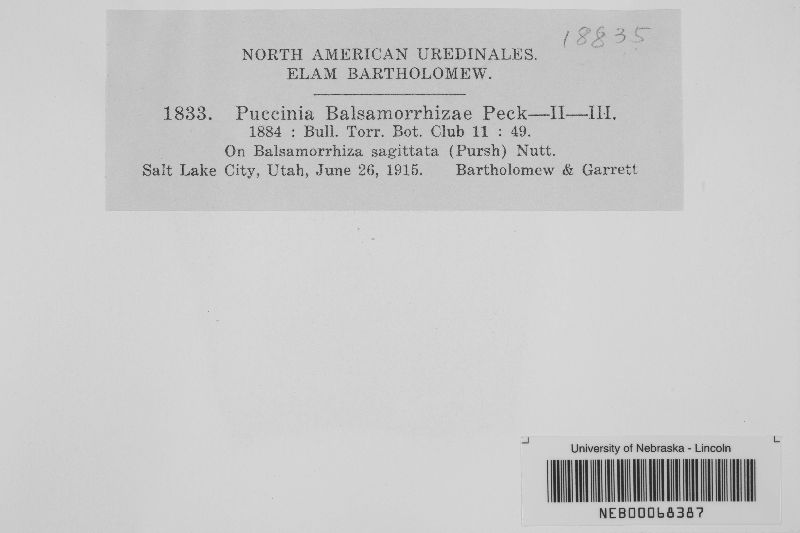 18835
NORTH AMERICAN UREDINALES.
ELAM BARTHOLOMEW.
1833. Puccinia Balsamorrhizae Peck—II—III.
1884 : Bull. Torr. Bot. Club 11 : 49.
On Balsamorrhiza sagittata (Pursh) Nutt.
Salt Lake City, Utah, June 26, 1915. Bartholomew & Garrett
University of Nebraska - Lincoln
NEB00068387